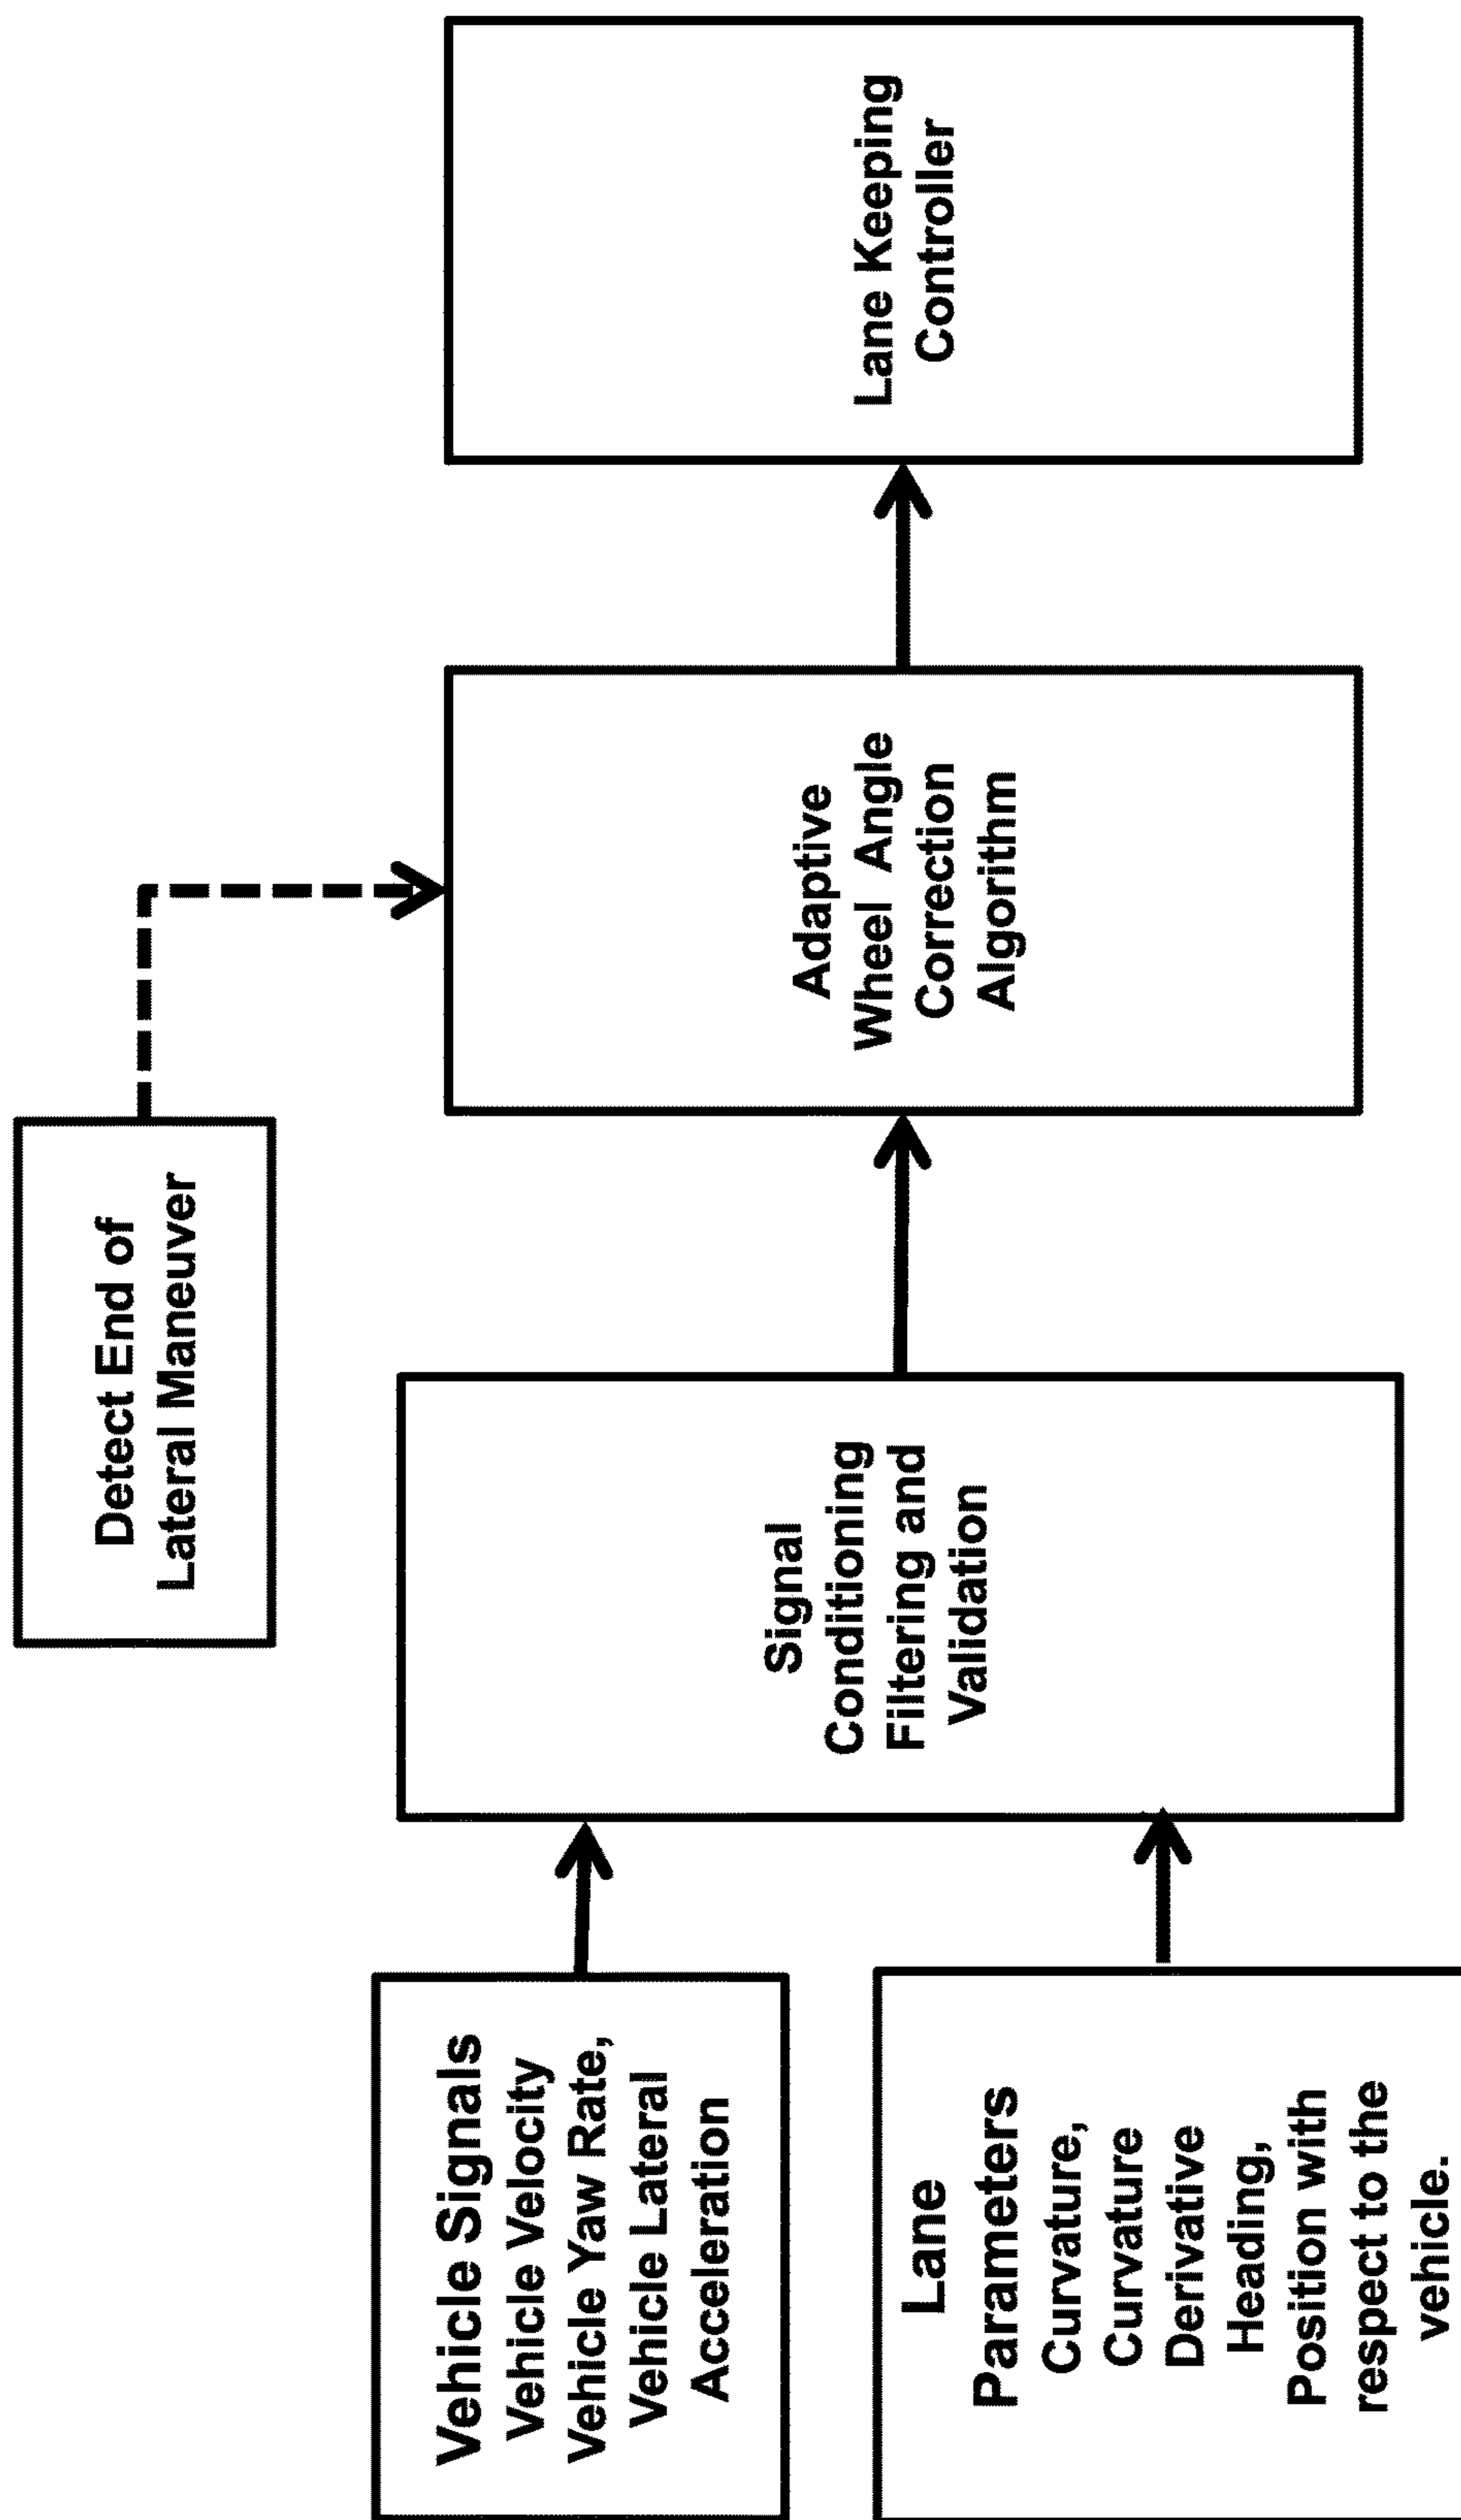 Detect End of
Lateral Maneuver
Vehicle Signals
Vehicle Velocity
Vehicle Yaw Rate,
Vehicle Lateral
Acceleration
Lane
Parameters
Curvature,
Curvature
Derivative
Heading,
Position with
respect to the
vehicle.
Signal
Conditioning
Filtering and
Validation
Adaptive
Wheel Angle
Correction
Algorithm
Lane Keeping
Controller